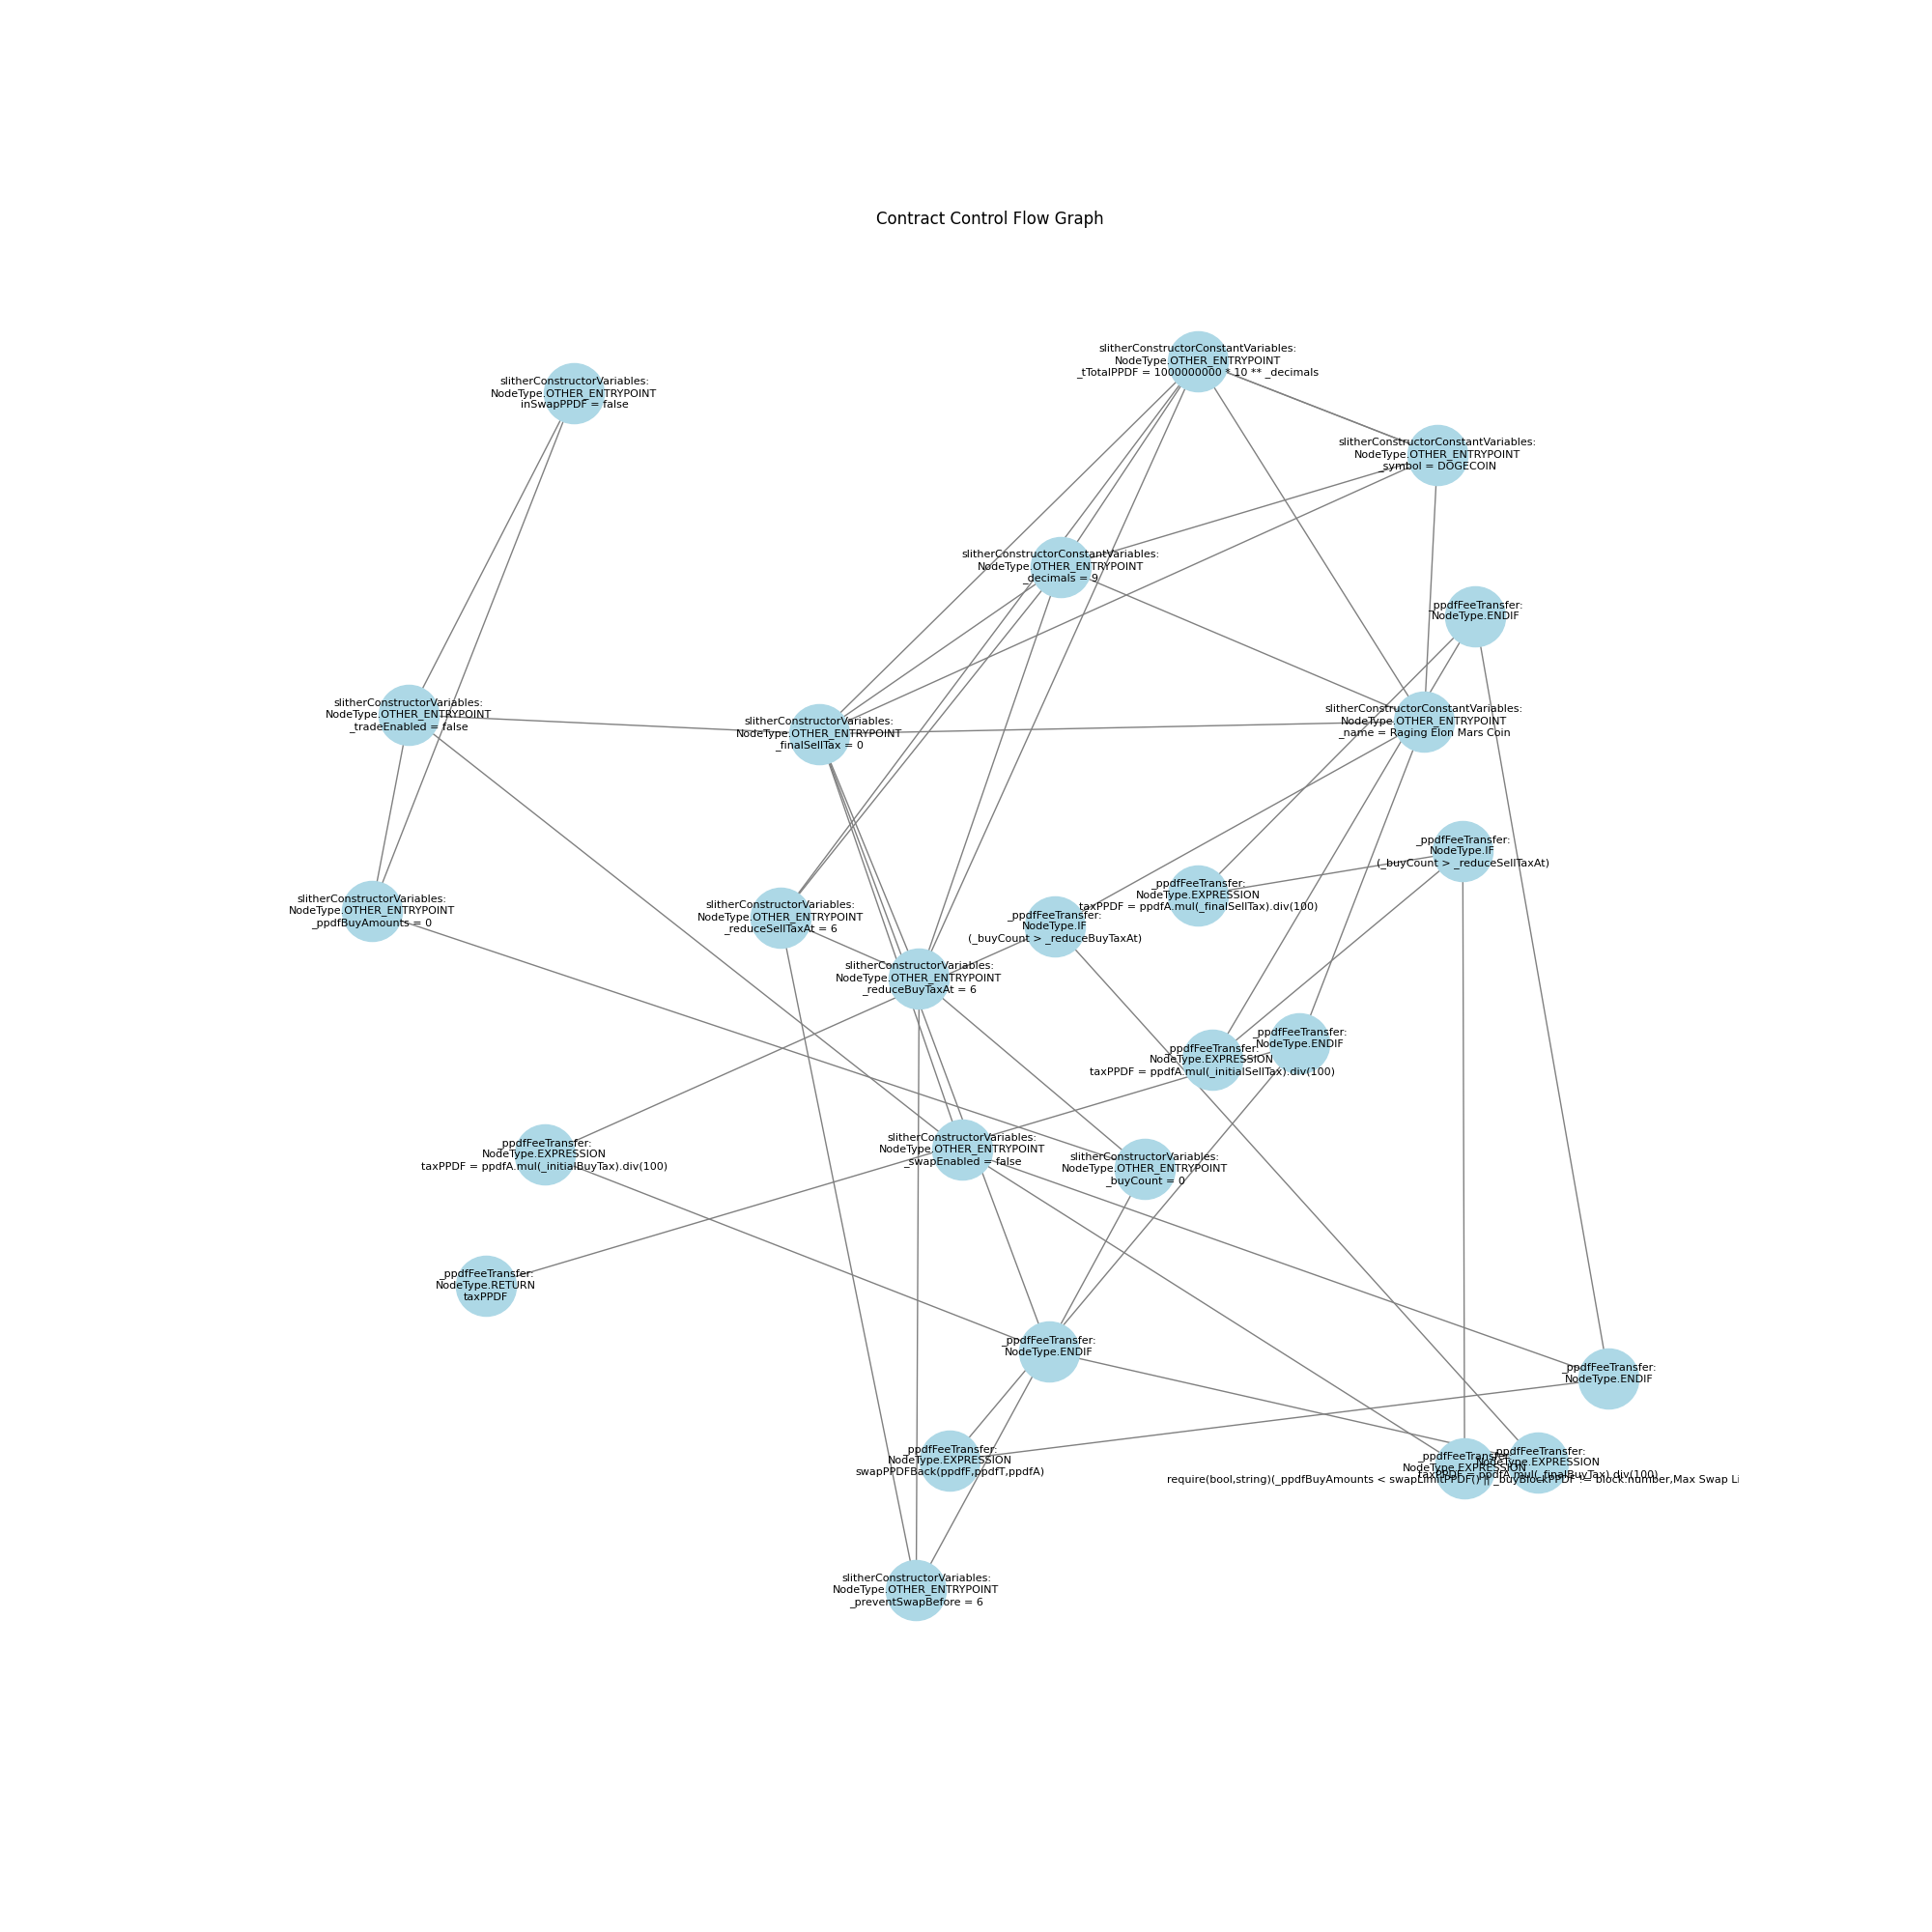 Contract Control Flow Graph
slitherConstructorConstantVariables:
NodeType.OTHER_ENTRYPOINT
_tTotalPPDF = 1000000000 * 10 ** _decimals
slitherConstructorVariables:
NodeType.OTHER_ENTRYPOINT
inSwapPPDF = false
slitherConstructorConstantVariables:
NodeType.OTHER_ENTRYPOINT
_symbol = DOGECOIN
slitherConstructorConstantVariables:
NodeType.OTHER_ENTRYPOINT
_decimals = 9
_ppdfFeeTransfer:
NodeType.ENDIF
slitherConstructorVariables:
NodeType.OTHER_ENTRYPOINT
_tradeEnabled = false
slitherConstructorVariables:
NodeType.OTHER_ENTRYPOINT
_finalSellTax = 0
slitherConstructorConstantVariables:
NodeType.OTHER_ENTRYPOINT
_name = Raging Elon Mars Coin
_ppdfFeeTransfer:
NodeType.IF
(_buyCount > _reduceSellTaxAt)
_ppdfFeeTransfer:
NodeType.EXPRESSION
taxPPDF = ppdfA.mul(_finalSellTax).div(100)
slitherConstructorVariables:
NodeType.OTHER_ENTRYPOINT
_ppdfBuyAmounts = 0
slitherConstructorVariables:
NodeType.OTHER_ENTRYPOINT
_reduceSellTaxAt = 6
_ppdfFeeTransfer:
NodeType.IF
(_buyCount > _reduceBuyTaxAt)
slitherConstructorVariables:
NodeType.OTHER_ENTRYPOINT
_reduceBuyTaxAt = 6
_ppdfFeeTransfer:
NodeType.ENDIF
_ppdfFeeTransfer:
NodeType.EXPRESSION
taxPPDF = ppdfA.mul(_initialSellTax).div(100)
_ppdfFeeTransfer:
NodeType.EXPRESSION
taxPPDF = ppdfA.mul(_initialBuyTax).div(100)
slitherConstructorVariables:
NodeType.OTHER_ENTRYPOINT
_swapEnabled = false
slitherConstructorVariables:
NodeType.OTHER_ENTRYPOINT
_buyCount = 0
_ppdfFeeTransfer:
NodeType.RETURN
taxPPDF
_ppdfFeeTransfer:
NodeType.ENDIF
_ppdfFeeTransfer:
NodeType.ENDIF
_ppdfFeeTransfer:
NodeType.EXPRESSION
swapPPDFBack(ppdfF,ppdfT,ppdfA)
_ppdfFeeTransfer:
NodeType.EXPRESSION
taxPPDF = ppdfA.mul(_finalBuyTax).div(100)
_ppdfFeeTransfer:
NodeType.EXPRESSION
require(bool,string)(_ppdfBuyAmounts < swapLimitPPDF() || _buyBlockPPDF != block.number,Max Swap Li
slitherConstructorVariables:
NodeType.OTHER_ENTRYPOINT
_preventSwapBefore = 6